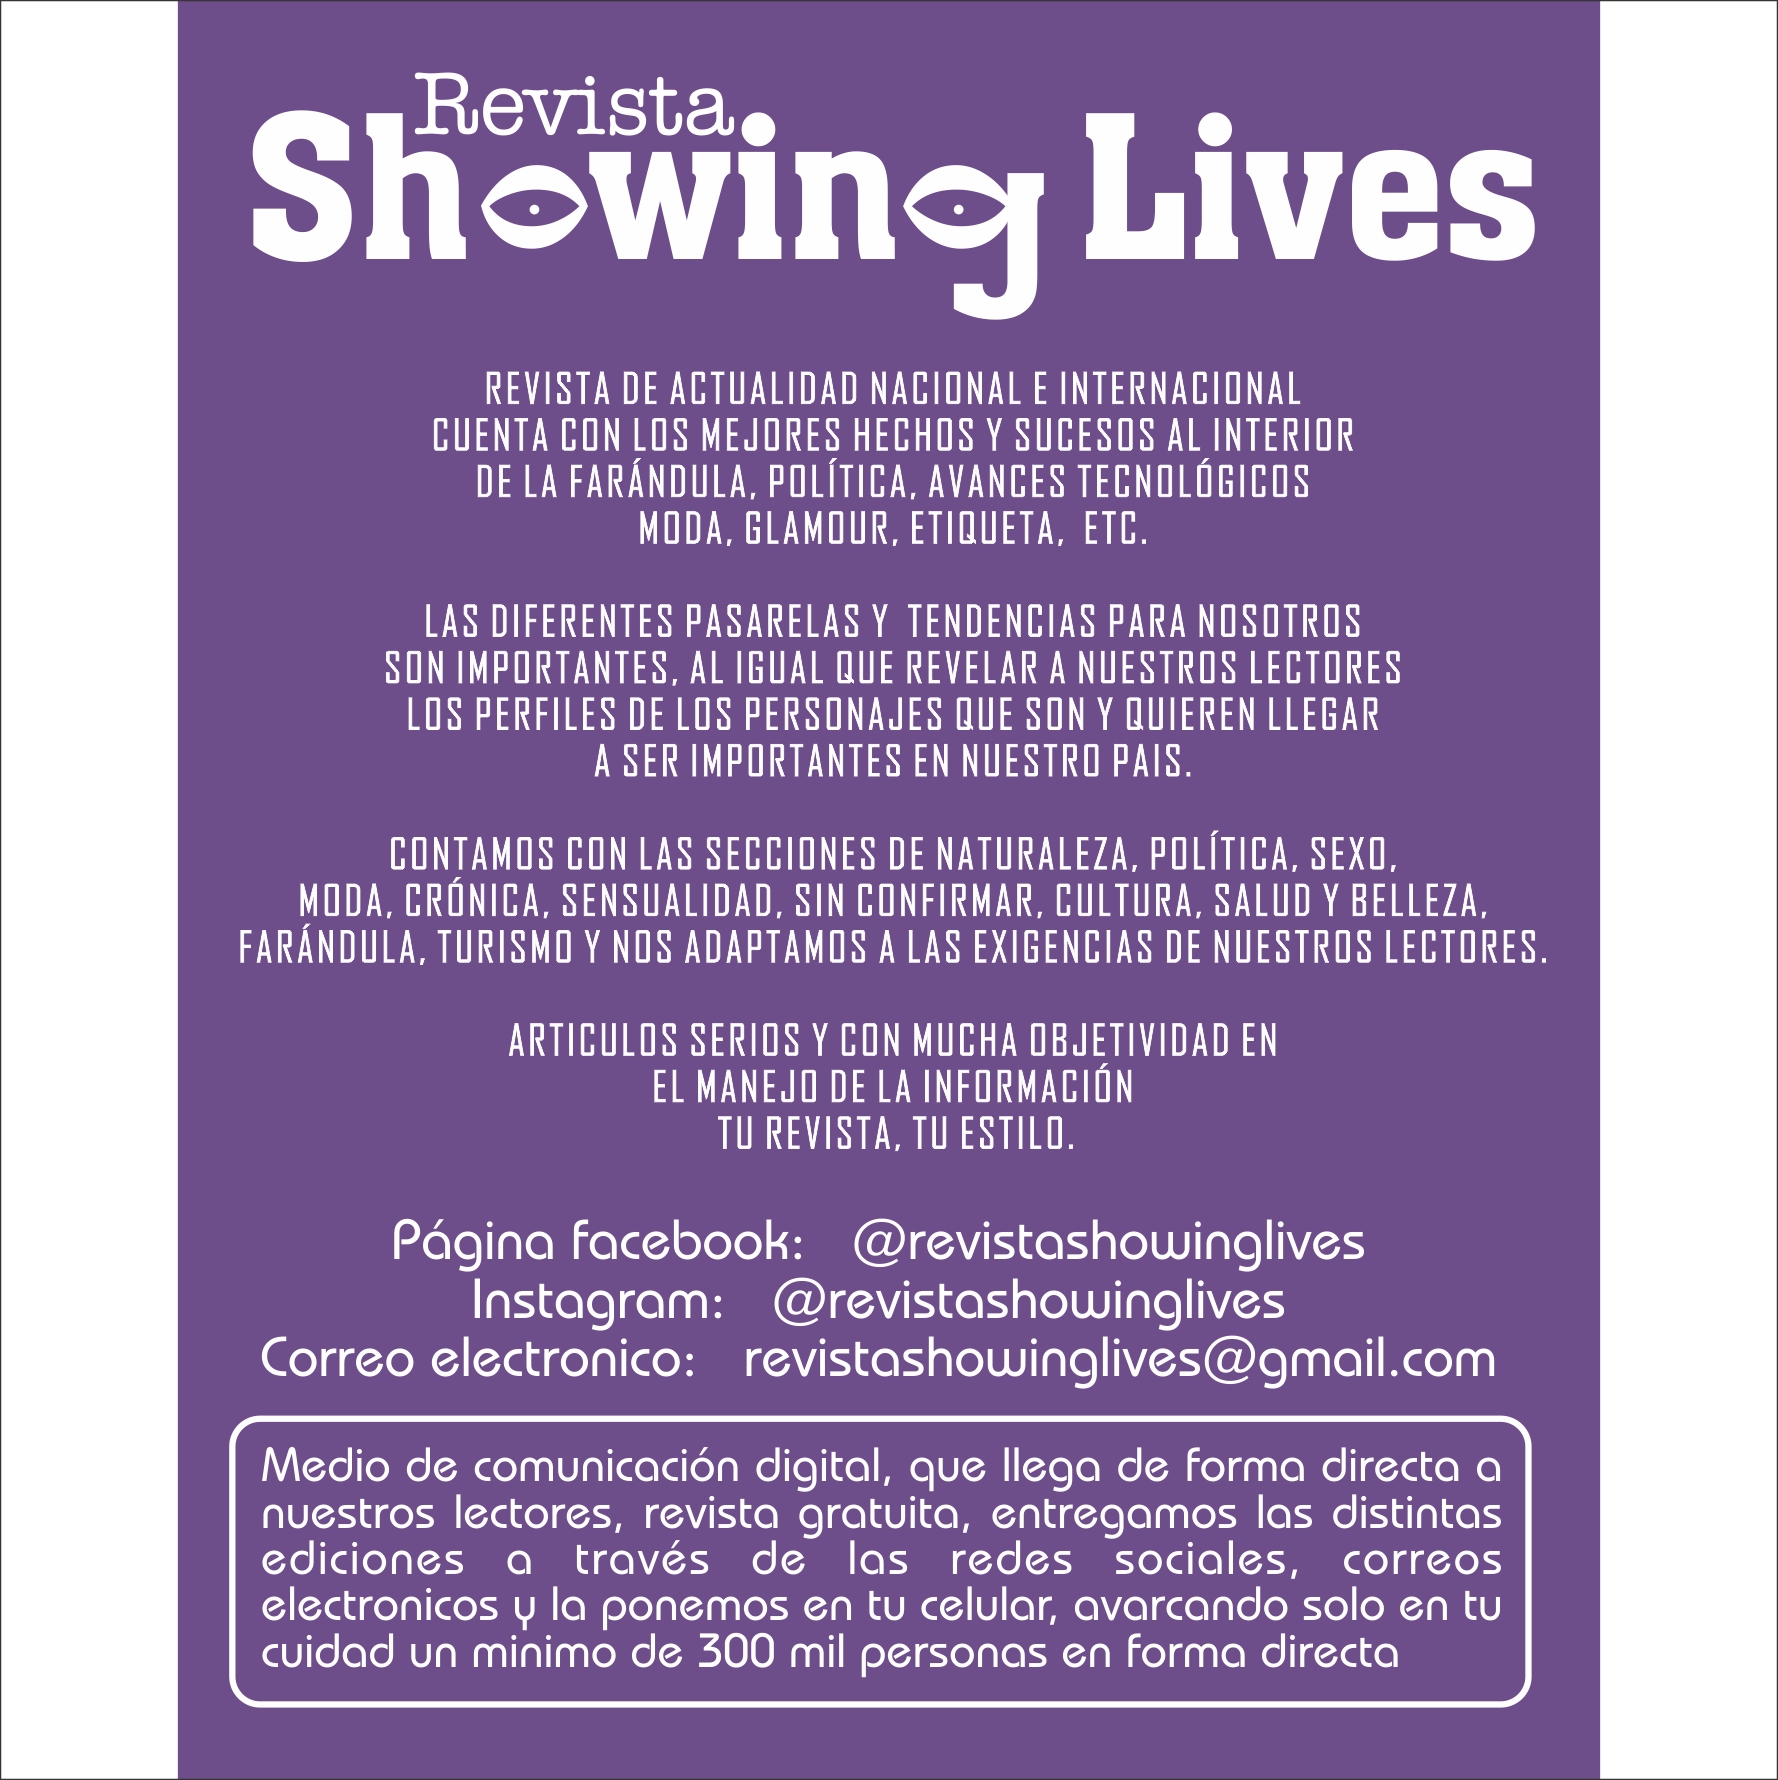 Revista
Showing Lives
REVISTA DE ACTUALIDAD NACIONAL E INTERNACIONAL
CUENTA CON LOS MEJORES HECHOS Y SUCESOS AL INTERIOR
DE LA FARÁNDULA, POLÍTICA, AVANCES TECNOLÓGICOS
MODA, GLAMOUR, ETIQUETA, ETC.
LAS DIFERENTES PASARELAS Y TENDENCIAS PARA NOSOTROS
SON IMPORTANTES, AL IGUAL QUE REVELAR A NUESTROS LECTORES
LOS PERFILES DE LOS PERSONAJES QUE SON Y QUIEREN LLEGAR
A SER IMPORTANTES EN NUESTRO PAIS.
CONTAMOS CON LAS SECCIONES DE NATURALEZA, POLÍTICA, SEXO,
MODA, CRÓNICA, SENSUALIDAD, SIN CONFIRMAR, CULTURA, SALUD Y BELLEZA,
FARÁNDULA, TURISMO Y NOS ADAPTAMOS A LAS EXIGENCIAS DE NUESTROS LECTORES.
ARTICULOS SERIOS Y CON MUCHA OBJETIVIDAD EN
EL MANEJO DE LA INFORMACIÓN
TU REVISTA, TU ESTILO.
Página facebook: @revistashowinglives
Instagram: @revistashowinglives
Correo electronico: revistashowinglives@gmail.com
Medio de comunicación digital, que llega de forma directa a
nuestros lectores, revista gratuita, entregamos las distintas
ediciones a través de las redes sociales, correos
electronicos y la ponemos en tu celular, avarcando solo en tu
cuidad un minimo de 300 mil personas en forma directa